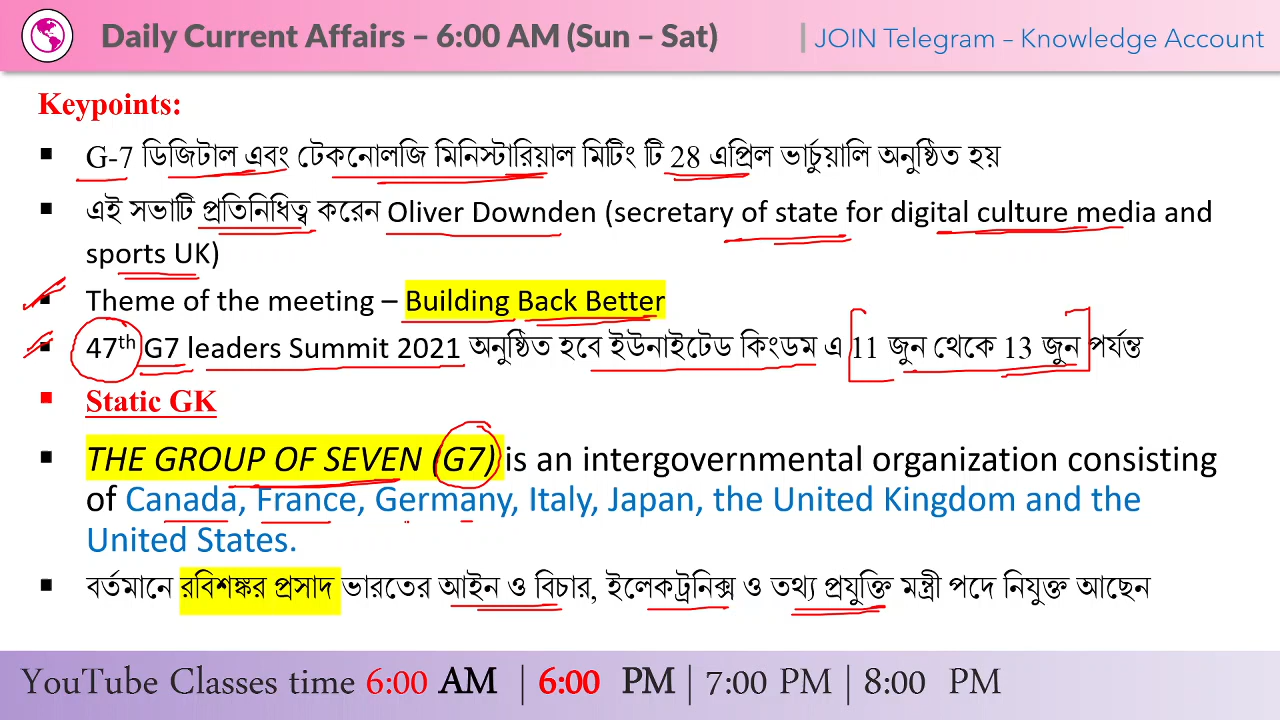 Daily Current Affairs – 6:00 AM (Sun – Sat)
| JOIN Telegram – Knowledge Account
Keypoints:
▪ G-7 ডিজিটাল এবং টেকনোলজি মিনিস্টারিয়াল মিটিং টি 28 এপ্রিল ভার্চুয়ালি অনুষ্ঠিত হয়
▪ এই সভাটি প্রতিনিধিত্ব করেন Oliver Downden (secretary of state for digital culture media and
sports UK)
▪ Theme of the meeting – Building Back Better
▪ 47th G7 leaders Summit 2021 অনুষ্ঠিত হবে ইউনাইটেড কিংডম এ 11 জুন থেকে 13 জুন পর্যন্ত
▪ Static GK
▪ THE GROUP OF SEVEN (G7) is an intergovernmental organization consisting
of Canada, France, Germany, Italy, Japan, the United Kingdom and the
United States.
▪ বর্তমানে রবিশঙ্কর প্রসাদ ভারতের আইন ও বিচার, ইলেকট্রনিক্স ও তথ্য প্রযুক্তি মন্ত্রী পদে নিযুক্ত আছেন
YouTube Classes time 6:00 AM | 6:00 PM | 7:00 PM | 8:00 PM